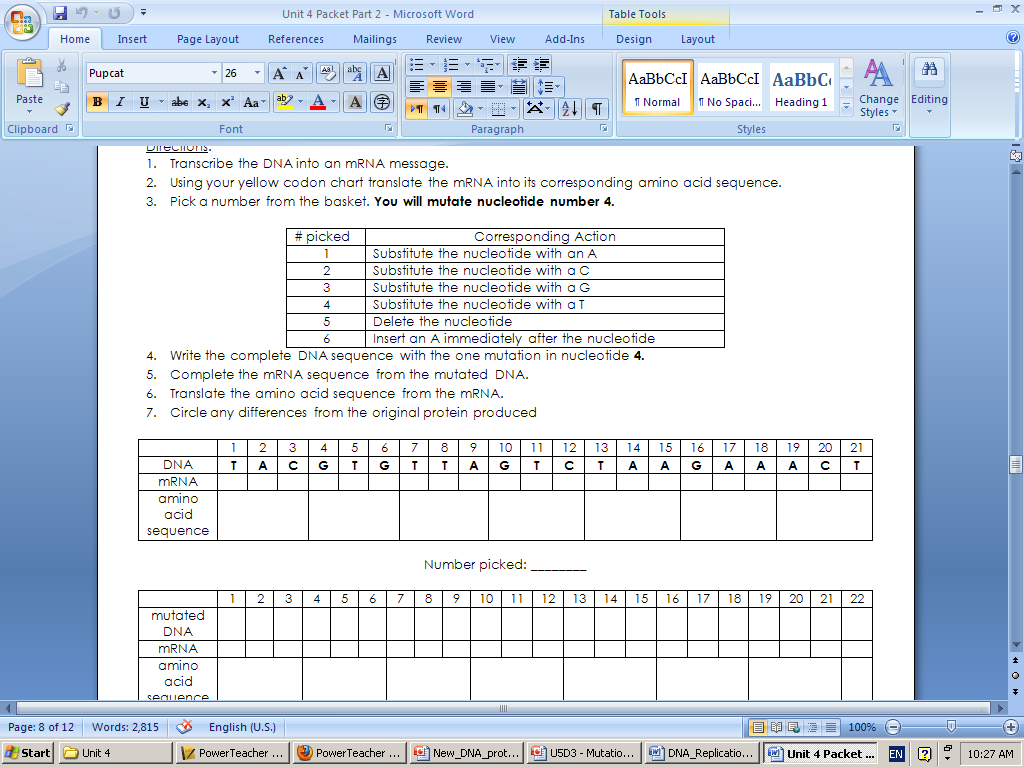 Unit 4 Packet Part 2 - Microsoft Word
Table Tools
Home Insert Page Layout References Mailings Review View Add-Ins Design Layout
Paste
Pupcat 26
B I U abc X₂ X² Aa
AaBbCcI AaBbCcI AaBbCc
¶ Normal ¶ No Spaci... Heading 1
Change Styles
Editing
Clipboard Font Paragraph Styles
Directions:
1. Transcribe the DNA into an mRNA message.
2. Using your yellow codon chart translate the mRNA into its corresponding amino acid sequence.
3. Pick a number from the basket. You will mutate nucleotide number 4.
# picked Corresponding Action
1 Substitute the nucleotide with an A
2 Substitute the nucleotide with a C
3 Substitute the nucleotide with a G
4 Substitute the nucleotide with a T
5 Delete the nucleotide
6 Insert an A immediately after the nucleotide
4. Write the complete DNA sequence with the one mutation in nucleotide 4.
5. Complete the mRNA sequence from the mutated DNA.
6. Translate the amino acid sequence from the mRNA.
7. Circle any differences from the original protein produced
1 2 3 4 5 6 7 8 9 10 11 12 13 14 15 16 17 18 19 20 21
DNA T A C G T G T T A G T C T A A G A A A C T
mRNA
amino
acid
sequence
Number picked: ________
1 2 3 4 5 6 7 8 9 10 11 12 13 14 15 16 17 18 19 20 21 22
mutated
DNA
mRNA
amino
acid
sequence
Page: 8 of 12 Words: 2,815 English (U.S.) 100%
Start Unit 4 PowerTeacher ... PowerTeacher ... New_DNA_prot... U5D3 - Mutatio... DNA_Replicatio... Unit 4 Packet ... EN 10:27 AM